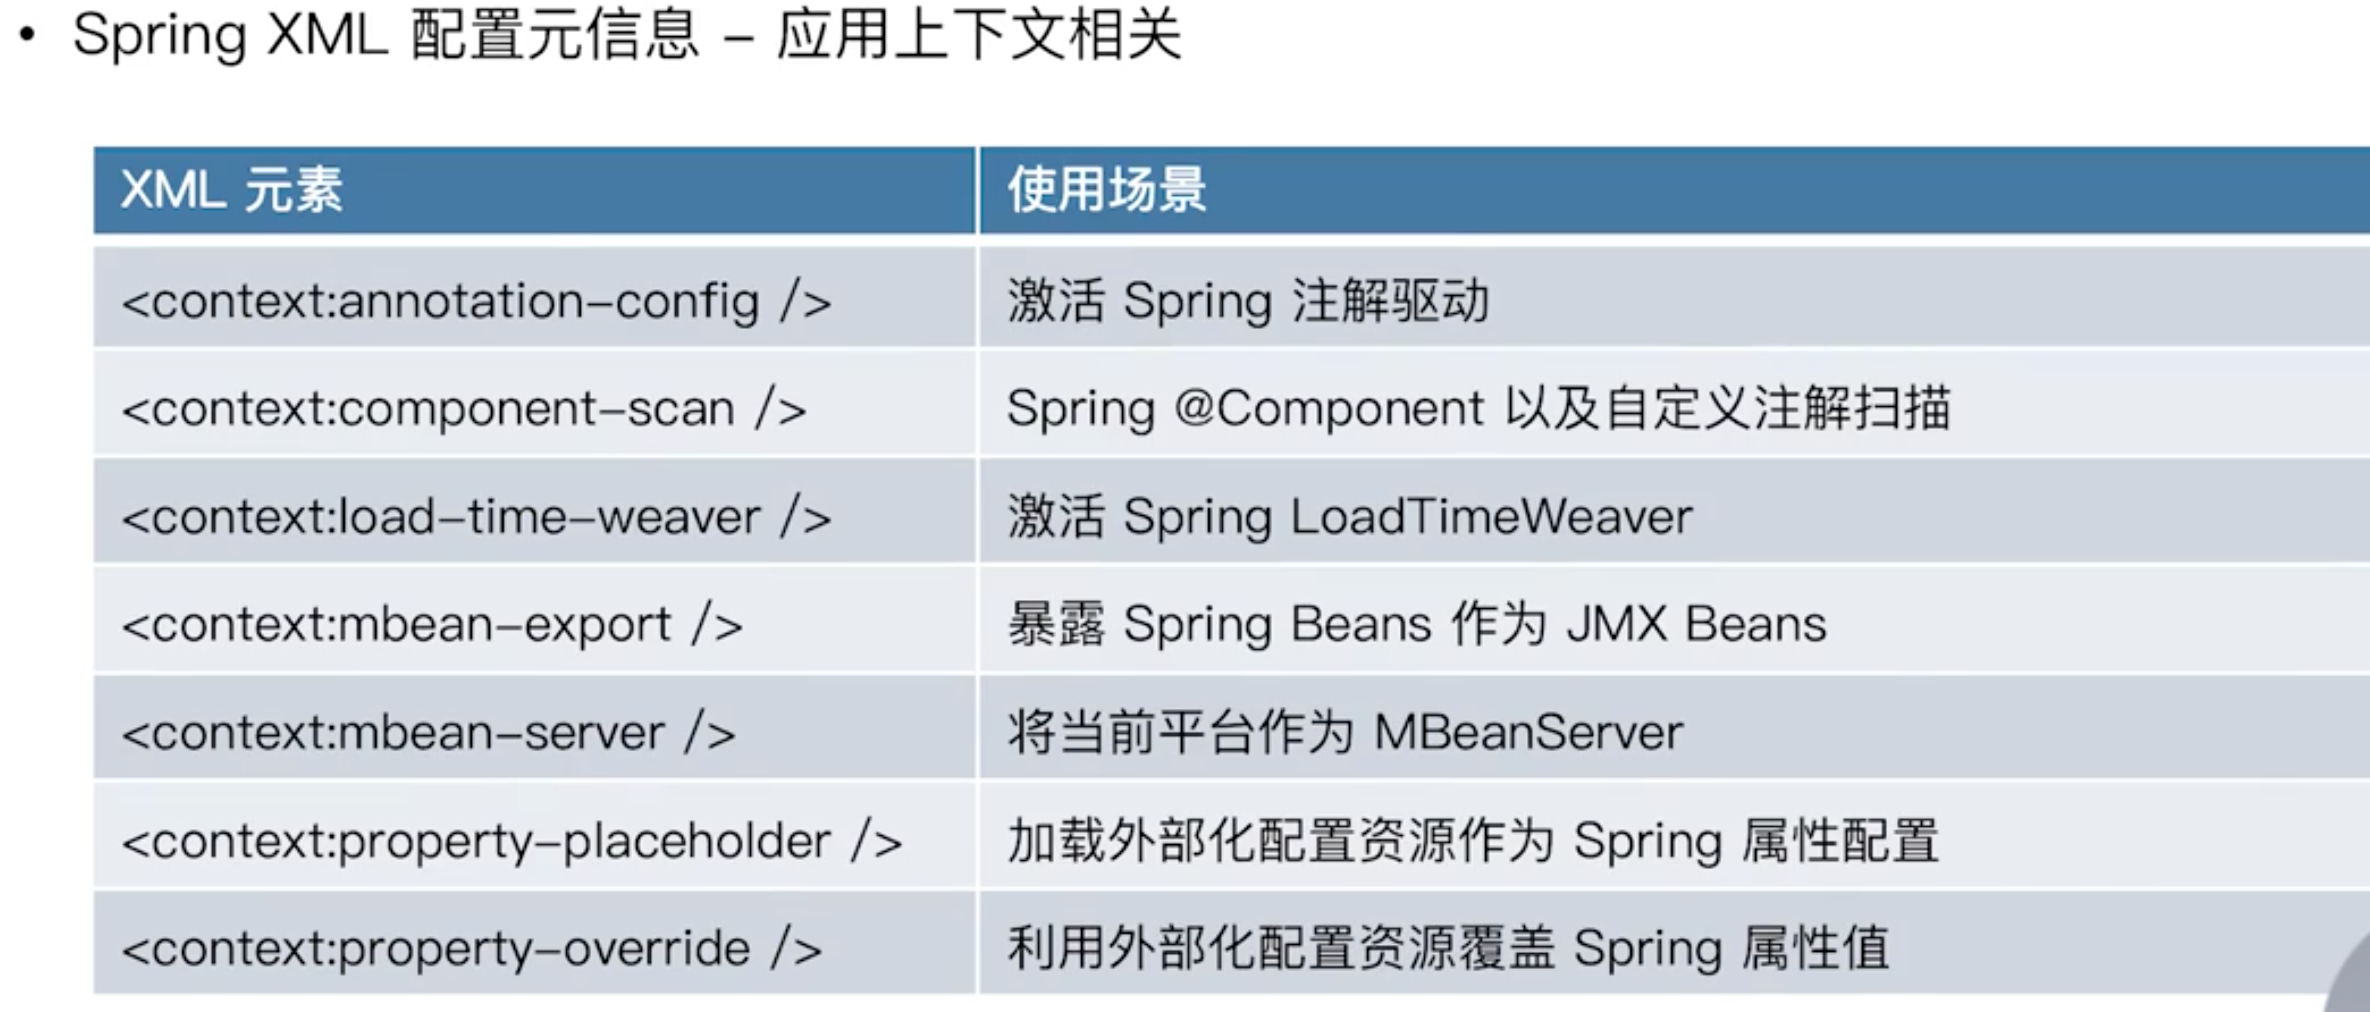 • Spring XML 配置元信息 – 应用上下文相关
XML 元素 使用场景
<context:annotation–config /> 激活 Spring 注解驱动
<context:component–scan /> Spring @Component 以及自定义注解扫描
<context:load–time–weaver /> 激活 Spring LoadTimeWeaver
<context:mbean–export /> 暴露 Spring Beans 作为 JMX Beans
<context:mbean–server /> 将当前平台作为 MBeanServer
<context:property–placeholder /> 加载外部化配置资源作为 Spring 属性配置
<context:property–override /> 利用外部化配置资源覆盖 Spring 属性值